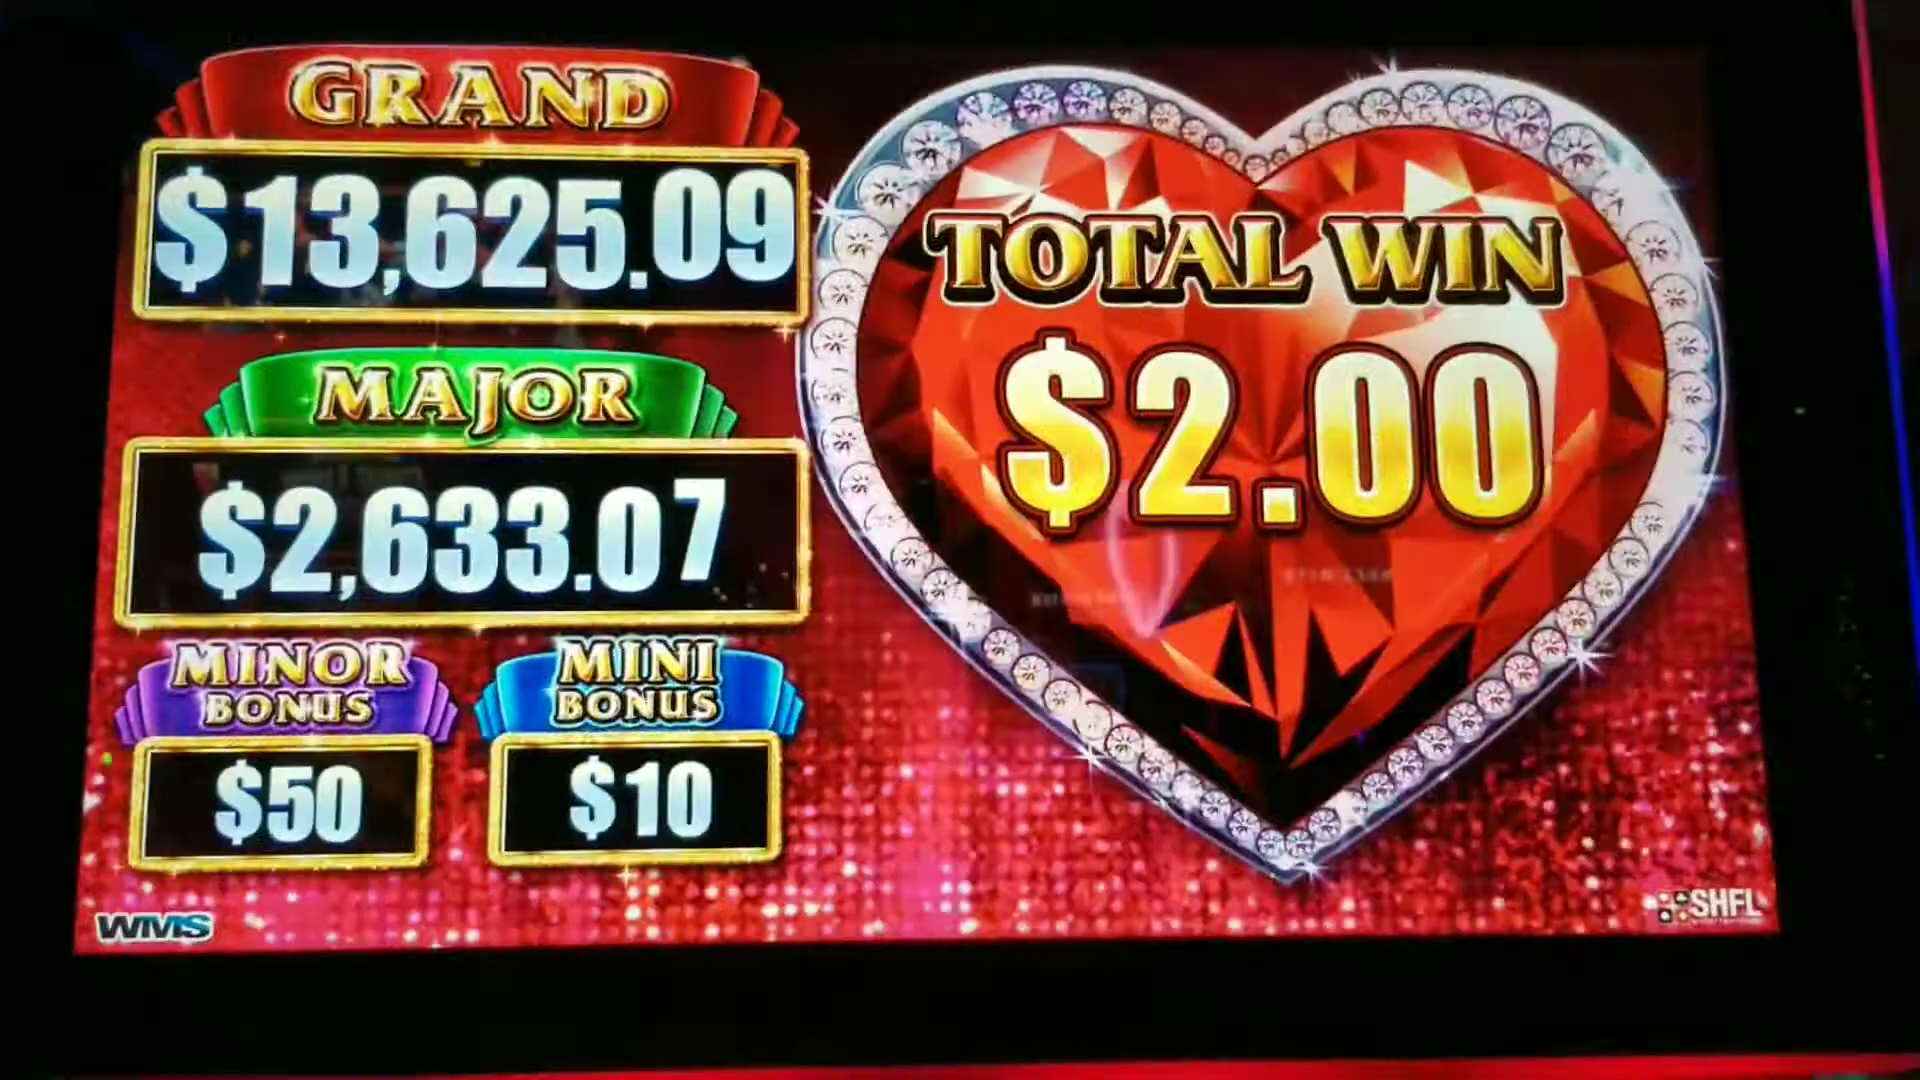 GRAND
$13,625.09
MAJOR
$2,633.07
MINOR
BONUS
$50
MINI
BONUS
$10
TOTAL WIN
$2.00
WMS
SHFL